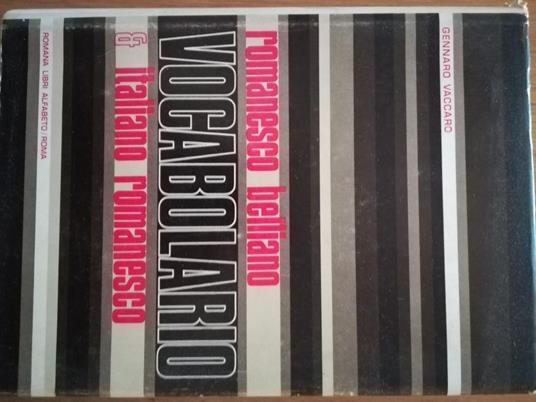 GENNARO VACCARO
romanesco belliano
VOCABOLARIO
& italiano romanesco
ROMANA LIBRI ALFABETO / ROMA